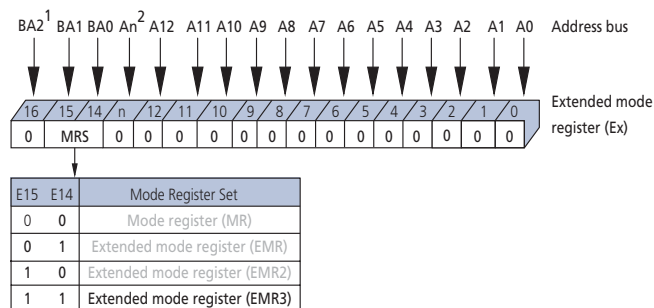 BA2¹ BA1 BA0 An² A12 A11 A10 A9 A8 A7 A6 A5 A4 A3 A2 A1 A0 Address bus
16 15 14 n 12 11 10 9 8 7 6 5 4 3 2 1 0 Extended mode
register (Ex)
0 MRS 0 0 0 0 0 0 0 0 0 0 0 0 0 0 0
E15 E14 Mode Register Set
0 0 Mode register (MR)
0 1 Extended mode register (EMR)
1 0 Extended mode register (EMR2)
1 1 Extended mode register (EMR3)